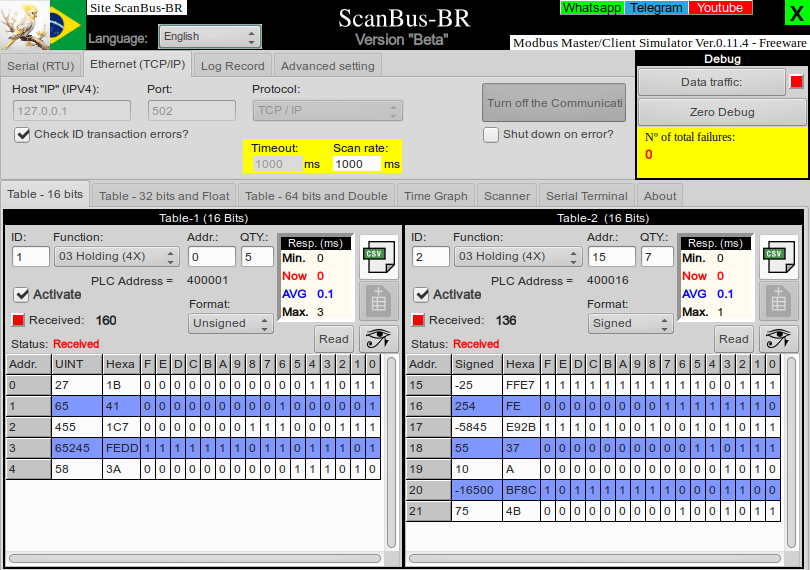 Site ScanBus-BR
Whatsapp Telegram Youtube
X
ScanBus-BR
Language: English
Version "Beta"
Modbus Master/Client Simulator Ver.0.11.4 - Freeware
Serial (RTU) Ethernet (TCP/IP) Log Record Advanced setting
Debug
Host "IP" (IPV4): Port: Protocol:
127.0.0.1 502 TCP / IP
Turn off the Communicati
Data traffic:
Zero Debug
Check ID transaction errors?
Shut down on error?
Timeout: Scan rate:
1000 ms 1000 ms
N° of total failures:
0
Table - 16 bits Table - 32 bits and Float Table - 64 bits and Double Time Graph Scanner Serial Terminal About
Table-1 (16 Bits)
ID: Function: Addr.: QTY.:
1 03 Holding (4X) 0 5
PLC Address = 400001
Resp. (ms)
Min. 0
Now 0
AVG 0.1
Max. 3
CSV
Activate
Format:
Unsigned
Received: 160
Status: Received
Read
Addr. UINT Hexa F E D C B A 9 8 7 6 5 4 3 2 1 0
0 27 1B 0 0 0 0 0 0 0 0 0 0 0 1 1 0 1 1
1 65 41 0 0 0 0 0 0 0 0 0 1 0 0 0 0 0 1
2 455 1C7 0 0 0 0 0 0 0 1 1 1 0 0 0 1 1 1
3 65245 FEDD 1 1 1 1 1 1 1 0 1 1 0 1 1 1 0 1
4 58 3A 0 0 0 0 0 0 0 0 0 0 1 1 1 0 1 0
Table-2 (16 Bits)
ID: Function: Addr.: QTY.:
2 03 Holding (4X) 15 7
PLC Address = 400016
Resp. (ms)
Min. 0
Now 0
AVG 0.1
Max. 1
CSV
Activate
Format:
Signed
Received: 136
Status: Received
Read
Addr. Signed Hexa F E D C B A 9 8 7 6 5 4 3 2 1 0
15 -25 FFE7 1 1 1 1 1 1 1 1 1 1 1 0 0 1 1 1
16 254 FE 0 0 0 0 0 0 0 0 1 1 1 1 1 1 1 0
17 -5845 E92B 1 1 1 0 1 0 0 1 0 0 1 0 1 0 1 1
18 55 37 0 0 0 0 0 0 0 0 0 0 1 1 0 1 1 1
19 10 A 0 0 0 0 0 0 0 0 0 0 0 0 1 0 1 0
20 -16500 BF8C 1 0 1 1 1 1 1 1 1 0 0 0 1 1 0 0
21 75 4B 0 0 0 0 0 0 0 0 0 1 0 0 1 0 1 1